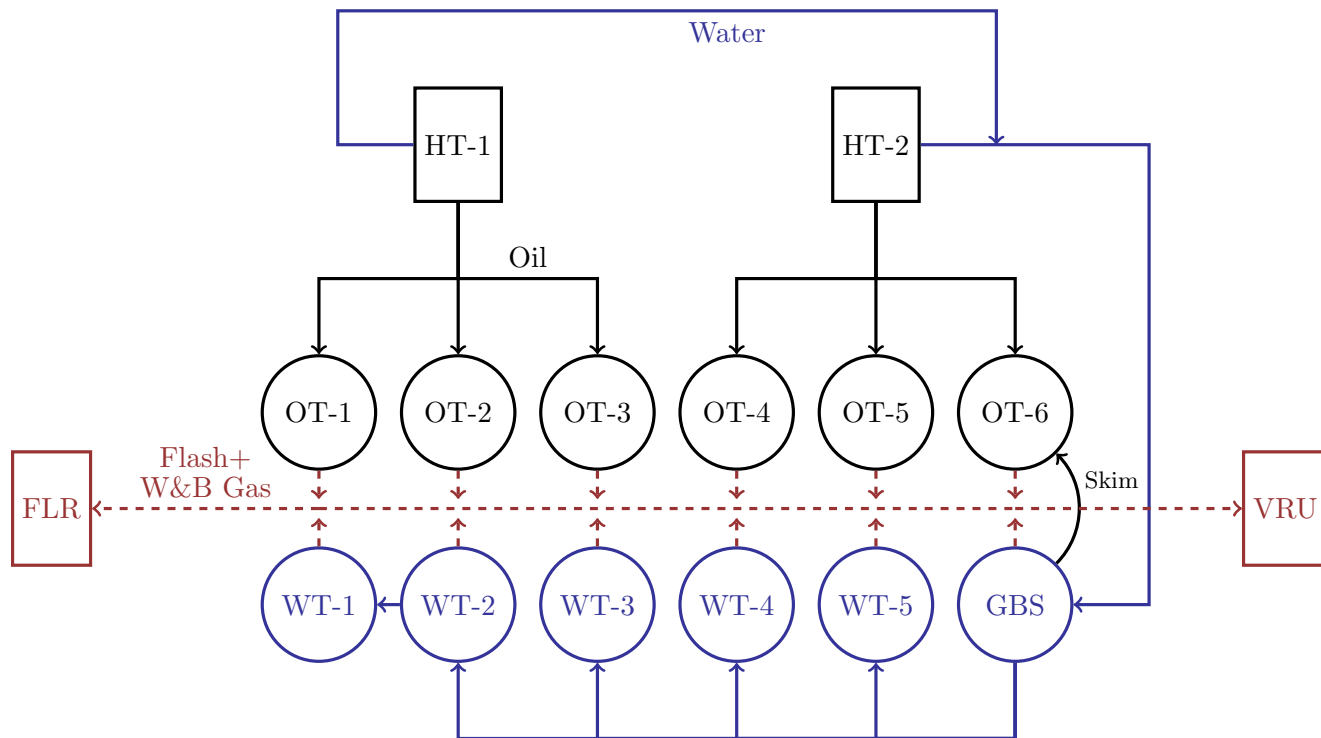 Water
HT-1
HT-2
Oil
OT-1
OT-2
OT-3
OT-4
OT-5
OT-6
Flash+
W&B Gas
Skim
FLR
VRU
WT-1
WT-2
WT-3
WT-4
WT-5
GBS